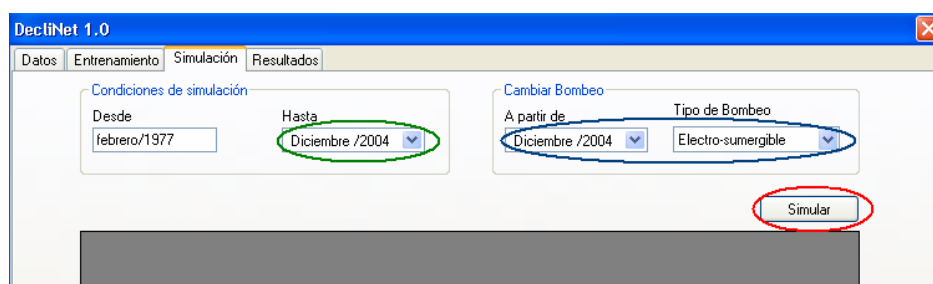 DecliNet 1.0
Datos Entrenamiento Simulación Resultados
Condiciones de simulación
Desde Hasta
febrero/1977 Diciembre /2004
Cambiar Bombeo
A partir de Tipo de Bombeo
Diciembre /2004 Electro-sumergible
Simular